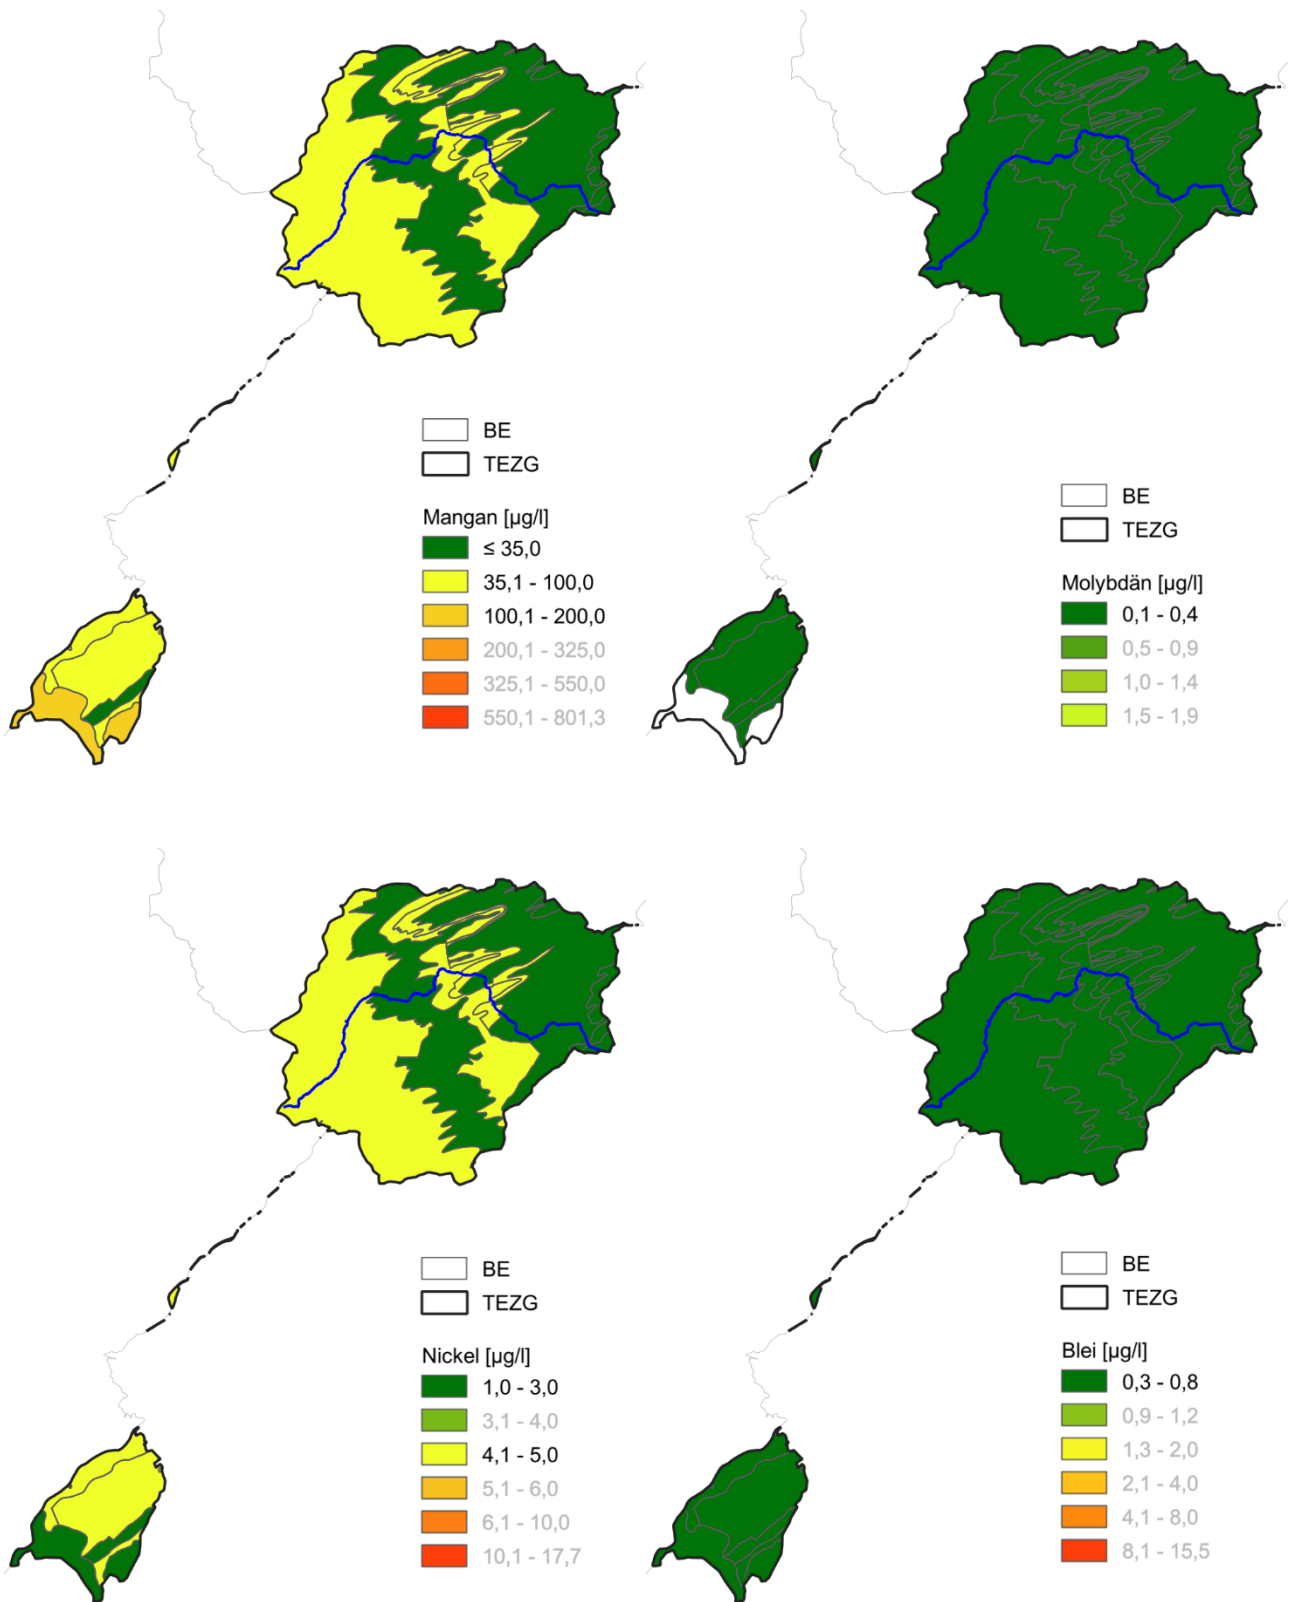 BE
TEZG
Mangan [µg/l]
≤ 35,0
35,1 - 100,0
100,1 - 200,0
200,1 - 325,0
325,1 - 550,0
550,1 - 801,3
BE
TEZG
Molybdän [µg/l]
0,1 - 0,4
0,5 - 0,9
1,0 - 1,4
1,5 - 1,9
BE
TEZG
Nickel [µg/l]
1,0 - 3,0
3,1 - 4,0
4,1 - 5,0
5,1 - 6,0
6,1 - 10,0
10,1 - 17,7
BE
TEZG
Blei [µg/l]
0,3 - 0,8
0,9 - 1,2
1,3 - 2,0
2,1 - 4,0
4,1 - 8,0
8,1 - 15,5